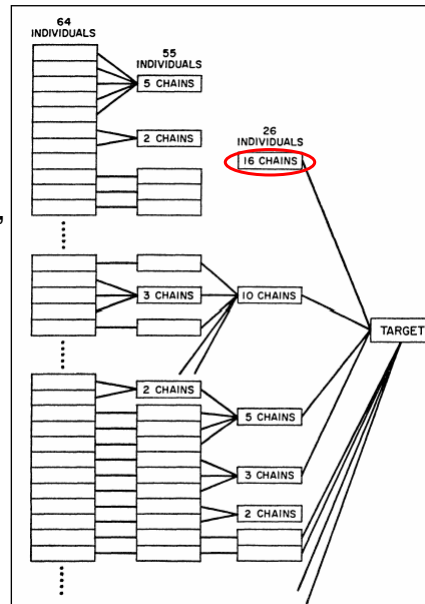 64
INDIVIDUALS
55
INDIVIDUALS
5 CHAINS
2 CHAINS
26
INDIVIDUALS
16 CHAINS
3 CHAINS
10 CHAINS
TARGET
2 CHAINS
5 CHAINS
3 CHAINS
2 CHAINS